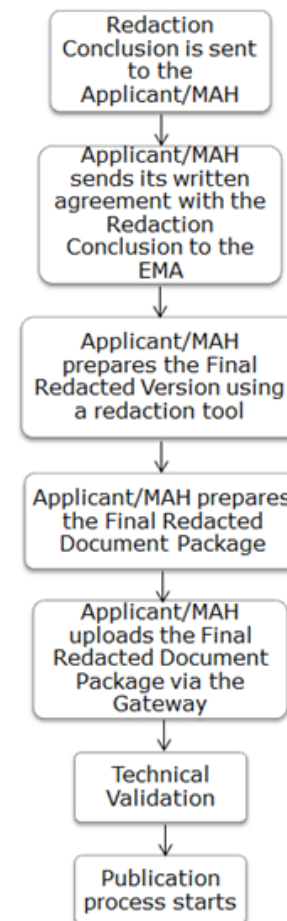 Redaction
Conclusion is sent
to the
Applicant/MAH
Applicant/MAH
sends its written
agreement with the
Redaction
Conclusion to the
EMA
Applicant/MAH
prepares the Final
Redacted Version using
a redaction tool
Applicant/MAH prepares
the Final Redacted
Document Package
Applicant/MAH
uploads the Final
Redacted Document
Package via the
Gateway
Technical
Validation
Publication
process starts